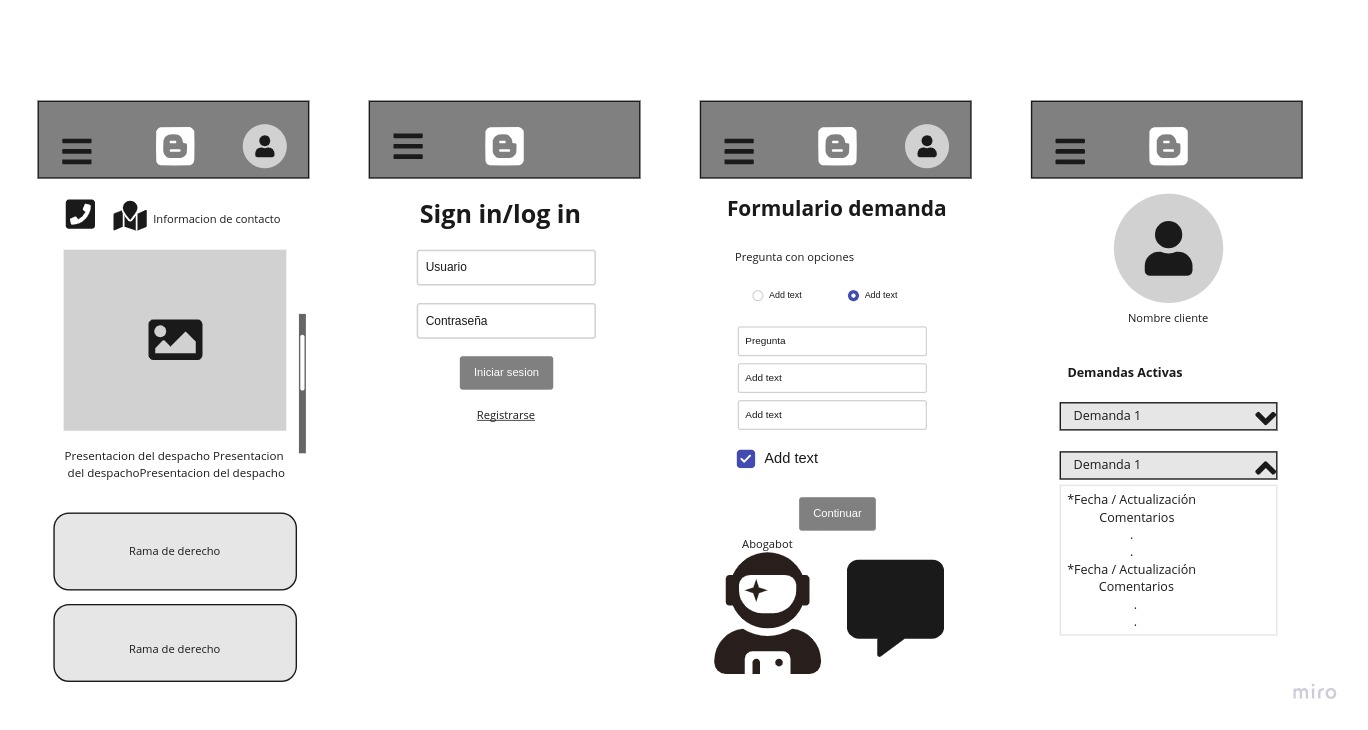 Informacion de contacto
Presentacion del despacho Presentacion
del despachoPresentacion del despacho
Rama de derecho
Rama de derecho
Sign in/log in
Usuario
Contraseña
Iniciar sesion
Registrarse
Formulario demanda
Pregunta con opciones
Add text
Add text
Pregunta
Add text
Add text
Add text
Continuar
Abogabot
Nombre cliente
Demandas Activas
Demanda 1
Demanda 1
*Fecha / Actualización
Comentarios
.
.
*Fecha / Actualización
Comentarios
.
.
miro